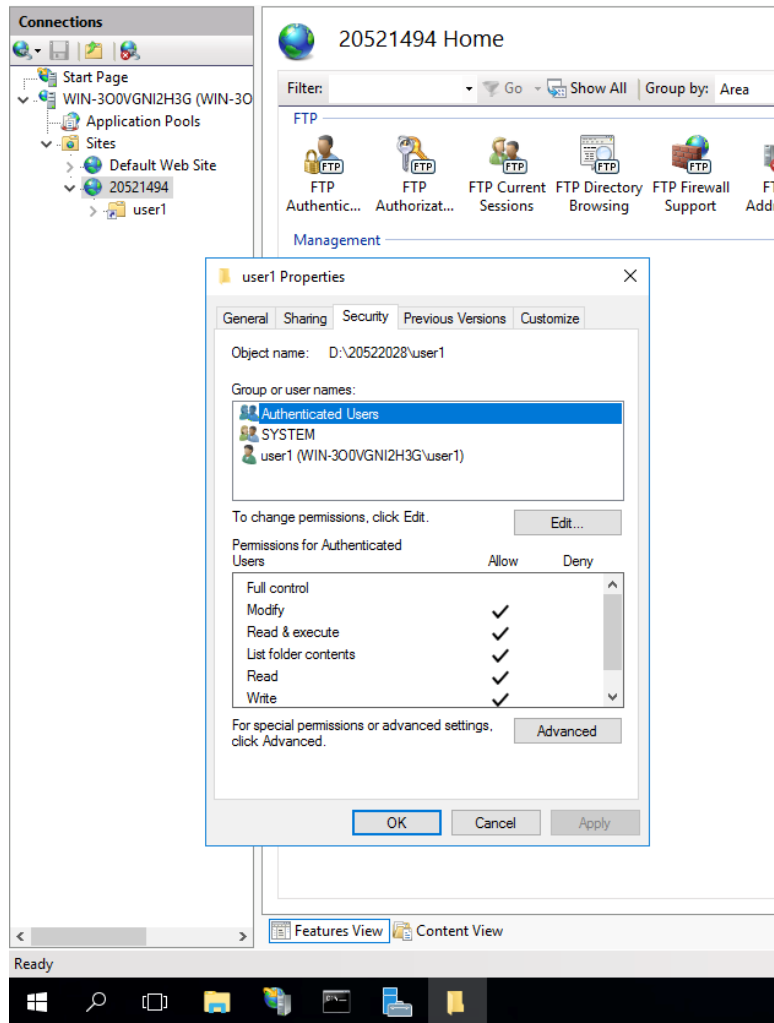 Connections
20521494 Home
Start Page
WIN-3O0VGNI2H3G (WIN-3O
Application Pools
Sites
Default Web Site
20521494
user1
Filter:
Go
Show All
Group by:
Area
FTP
FTP
FTP
FTP
FTP
FTP
FTP Authentic...
FTP Authorizat...
FTP Current Sessions
FTP Directory Browsing
FTP Firewall Support
Management
user1 Properties
General
Sharing
Security
Previous Versions
Customize
Object name: D:\20522028\user1
Group or user names:
Authenticated Users
SYSTEM
user1 (WIN-3O0VGNI2H3G\user1)
To change permissions, click Edit.
Edit...
Permissions for Authenticated
Users
Allow
Deny
Full control
Modify
Read & execute
List folder contents
Read
Write
For special permissions or advanced settings,
click Advanced.
Advanced
OK
Cancel
Apply
Features View
Content View
Ready